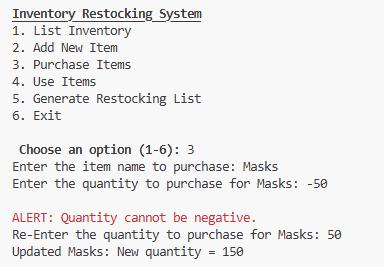 Inventory Restocking System
1. List Inventory
2. Add New Item
3. Purchase Items
4. Use Items
5. Generate Restocking List
6. Exit
Choose an option (1-6): 3
Enter the item name to purchase: Masks
Enter the quantity to purchase for Masks: -50
ALERT: Quantity cannot be negative.
Re-Enter the quantity to purchase for Masks: 50
Updated Masks: New quantity = 150